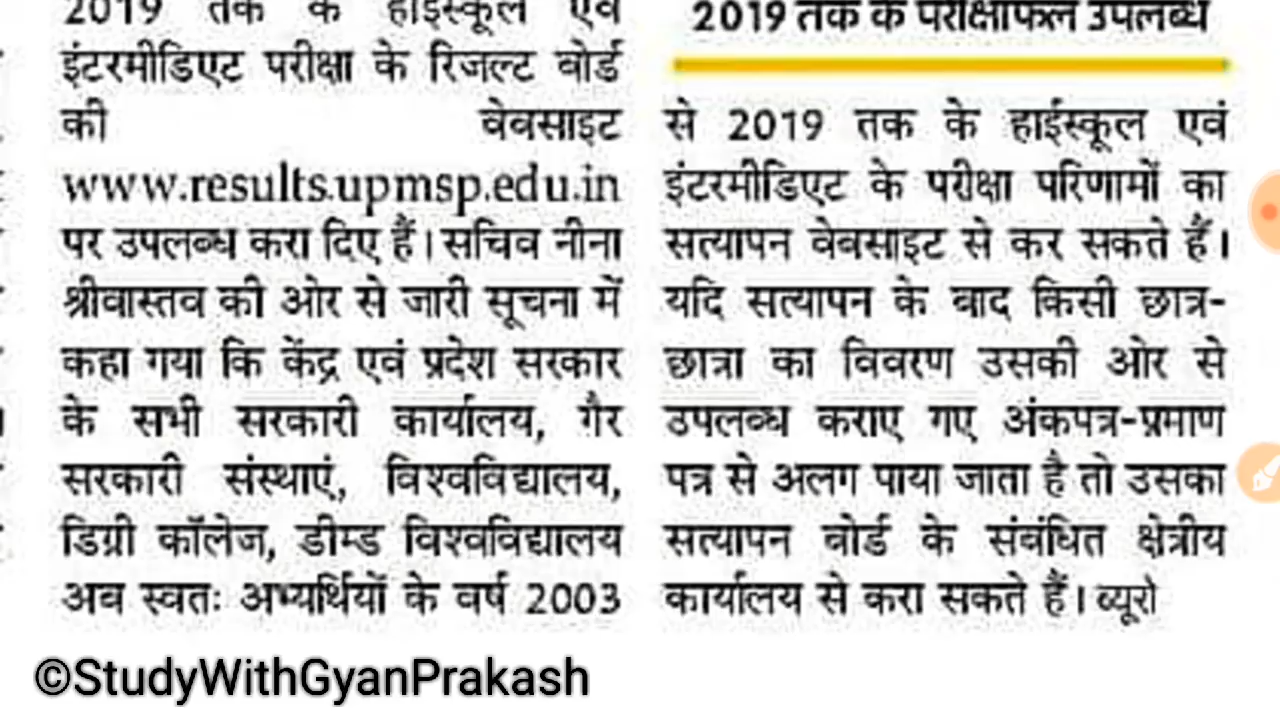 2019 तक के हाईस्कूल एवं
इंटरमीडिएट परीक्षा के रिजल्ट बोर्ड
की वेबसाइट
www.results.upmsp.edu.in
पर उपलब्ध करा दिए हैं। सचिव नीना
श्रीवास्तव की ओर से जारी सूचना में
कहा गया कि केंद्र एवं प्रदेश सरकार
के सभी सरकारी कार्यालय, गैर
सरकारी संस्थाएं, विश्वविद्यालय,
डिग्री कॉलेज, डीम्ड विश्वविद्यालय
अब स्वतः अभ्यर्थियों के वर्ष 2003
2019 तक के परीक्षाफल उपलब्ध
से 2019 तक के हाईस्कूल एवं
इंटरमीडिएट के परीक्षा परिणामों का
सत्यापन वेबसाइट से कर सकते हैं।
यदि सत्यापन के बाद किसी छात्र-
छात्रा का विवरण उसकी ओर से
उपलब्ध कराए गए अंकपत्र-प्रमाण
पत्र से अलग पाया जाता है तो उसका
सत्यापन बोर्ड के संबंधित क्षेत्रीय
कार्यालय से करा सकते हैं। ब्यूरो
©StudyWithGyanPrakash